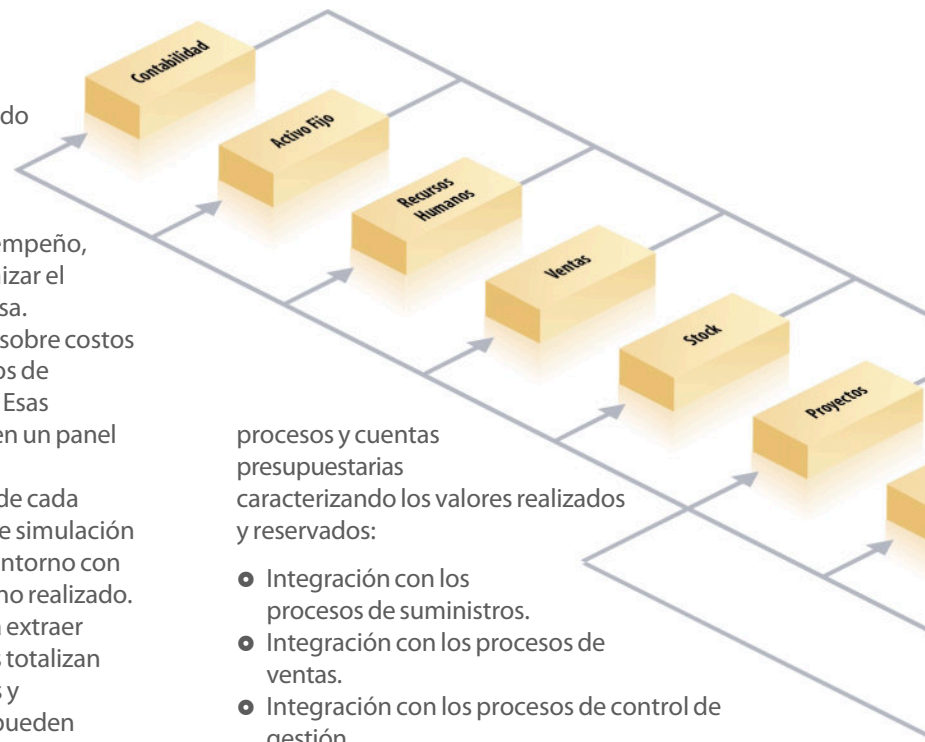 Contabilidad
Activo Fijo
Recursos
Humanos
Ventas
Stock
Proyectos
do
empeño,
izar el
sa.
sobre costos
os de
Esas
en un panel
de cada
e simulación
ntorno con
no realizado.
extraer
s totalizan
s y
pueden
procesos y cuentas
presupuestarias
caracterizando los valores realizados
y reservados:
Integración con los
procesos de suministros.
Integración con los procesos de
ventas.
Integración con los procesos de control de
gestión